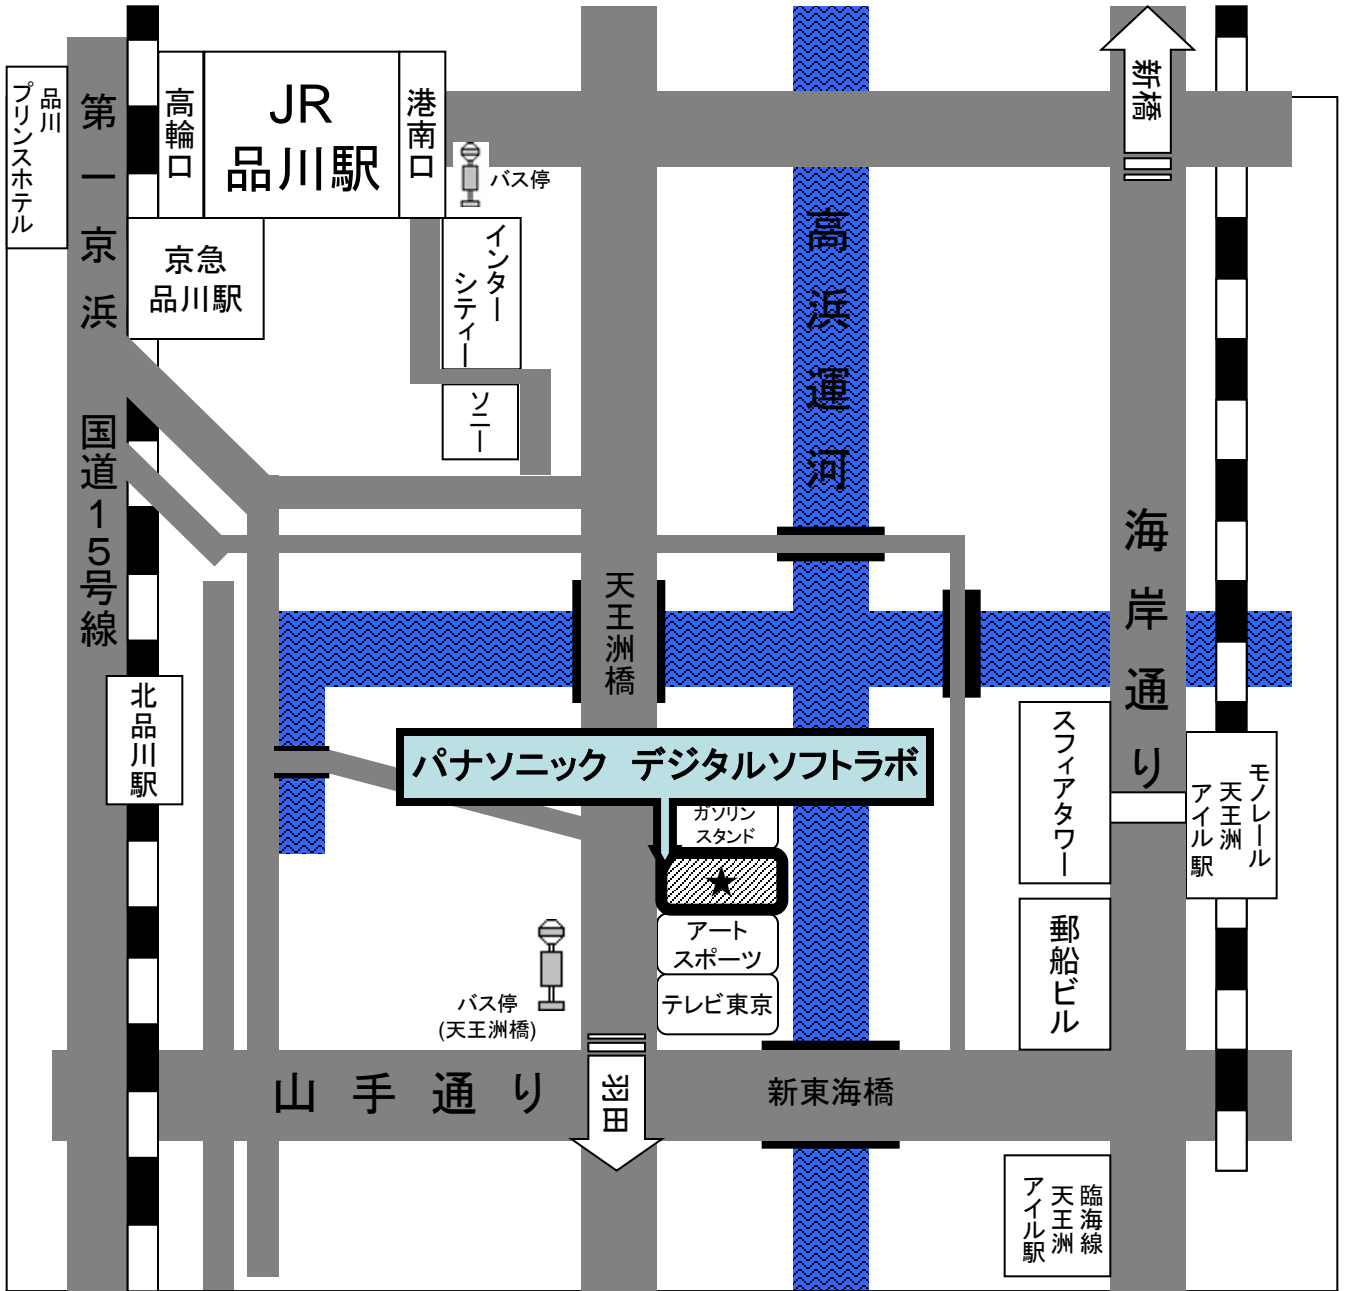 品川
プリンスホテル
第一京浜
国道15号線
高輪口
JR
品川駅
港南口
バス停
京急
品川駅
インター
シティー
ソニー
高浜運河
新橋
海岸通り
天王洲橋
北品川駅
パナソニック デジタルソフトラボ
ガソリン
スタンド
★
アート
スポーツ
テレビ東京
バス停
(天王洲橋)
スフィアタワー
モノレール
天王洲
アイル駅
郵船ビル
山手通り
羽田
新東海橋
臨海線
天王洲
アイル駅